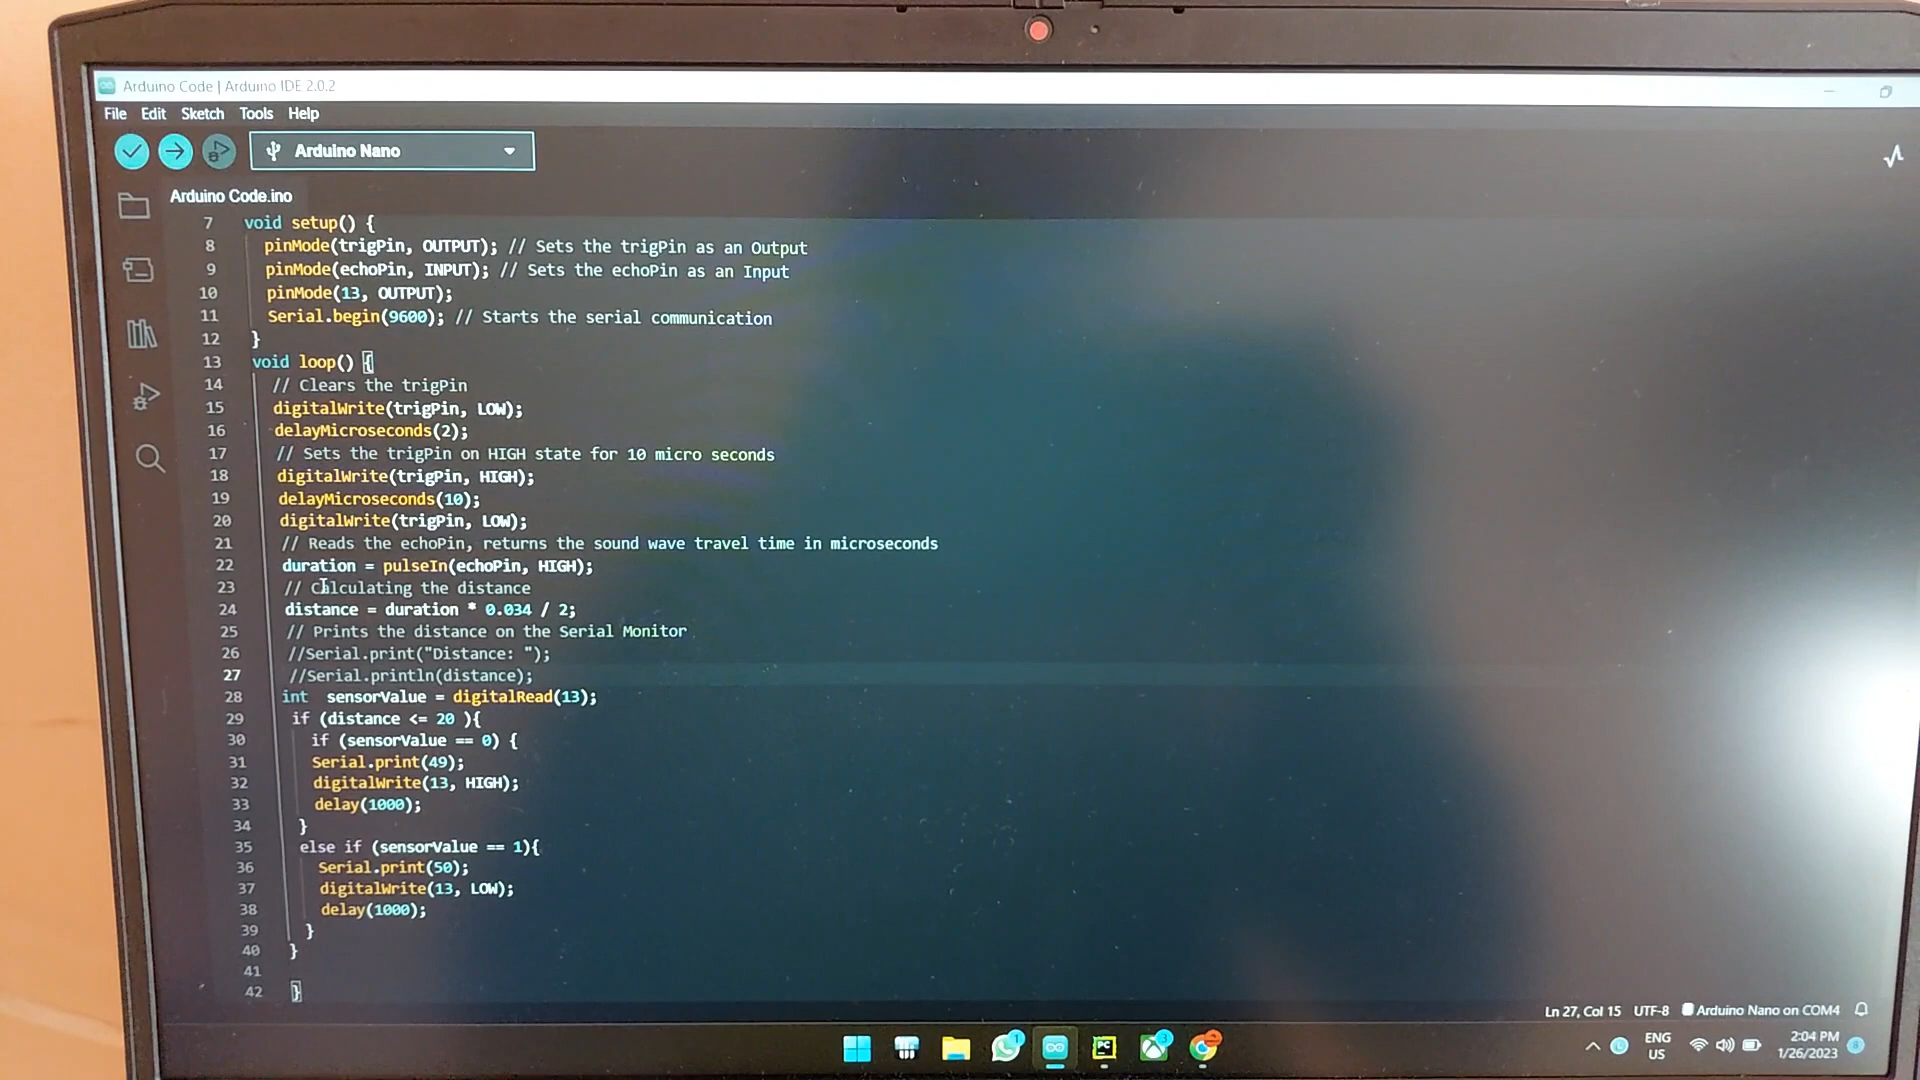 Arduino Code | Arduino IDE 2.0.2
File Edit Sketch Tools Help
Arduino Nano
Arduino Code.ino
7 void setup() {
8 pinMode(trigPin, OUTPUT); // Sets the trigPin as an Output
9 pinMode(echoPin, INPUT); // Sets the echoPin as an Input
10 pinMode(13, OUTPUT);
11 Serial.begin(9600); // Starts the serial communication
12 }
13 void loop() {
14 // Clears the trigPin
15 digitalWrite(trigPin, LOW);
16 delayMicroseconds(2);
17 // Sets the trigPin on HIGH state for 10 micro seconds
18 digitalWrite(trigPin, HIGH);
19 delayMicroseconds(10);
20 digitalWrite(trigPin, LOW);
21 // Reads the echoPin, returns the sound wave travel time in microseconds
22 duration = pulseIn(echoPin, HIGH);
23 // Calculating the distance
24 distance = duration * 0.034 / 2;
25 // Prints the distance on the Serial Monitor
26 //Serial.print("Distance: ");
27 //Serial.println(distance);
28 int  sensorValue = digitalRead(13);
29 if (distance <= 20 ){
30 if (sensorValue == 0) {
31 Serial.print(49);
32 digitalWrite(13, HIGH);
33 delay(1000);
34 }
35 else if (sensorValue == 1){
36 Serial.print(50);
37 digitalWrite(13, LOW);
38 delay(1000);
39 }
40 }
41
42 }
Ln 27, Col 15 UTF-8 Arduino Nano on COM4
ENG
US
2:04 PM
1/26/2023